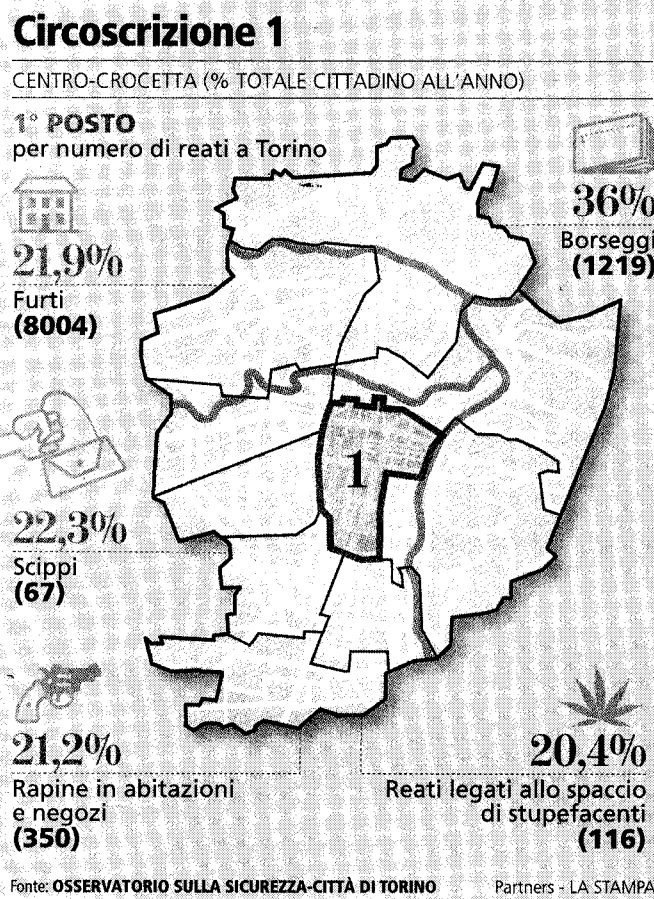 Circoscrizione 1
CENTRO-CROCETTA (% TOTALE CITTADINO ALL'ANNO)
1° POSTO
per numero di reati a Torino
21,9%
Furti
(8004)
36%
Borseggi
(1219)
1
22,3%
Scippi
(67)
21,2%
Rapine in abitazioni
e negozi
(350)
20,4%
Reati legati allo spaccio
di stupefacenti
(116)
Fonte: OSSERVATORIO SULLA SICUREZZA-CITTÀ DI TORINO
Partners - LA STAMPA